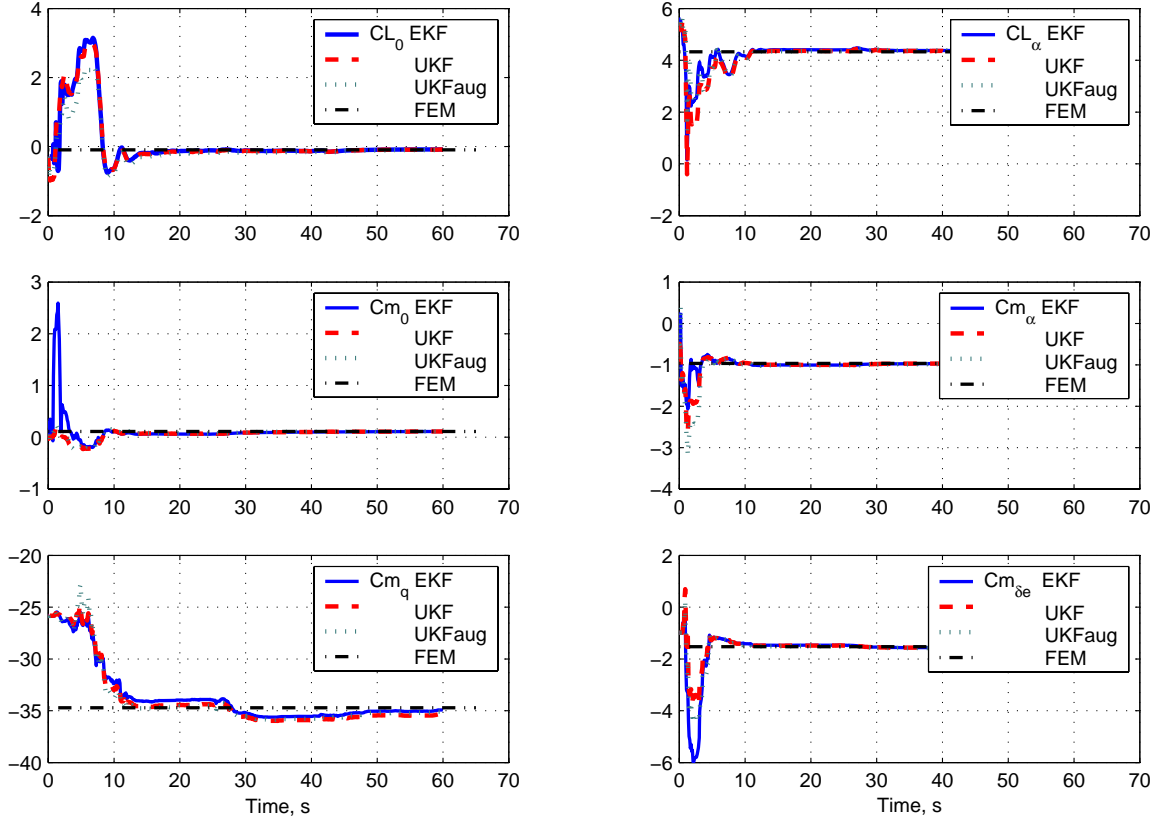 4
2
0
−2
0 10 20 30 40 50 60 70
CL0 EKF
UKF
UKFaug
FEM
6
4
2
0
−2
0 10 20 30 40 50 60 70
CLα EKF
UKF
UKFaug
FEM
3
2
1
0
−1
0 10 20 30 40 50 60 70
Cm0 EKF
UKF
UKFaug
FEM
1
0
−1
−2
−3
−4
0 10 20 30 40 50 60 70
Cmα EKF
UKF
UKFaug
FEM
−20
−25
−30
−35
−40
0 10 20 30 40 50 60 70
Time, s
Cmq EKF
UKF
UKFaug
FEM
2
0
−2
−4
−6
0 10 20 30 40 50 60 70
Time, s
Cmδe EKF
UKF
UKFaug
FEM